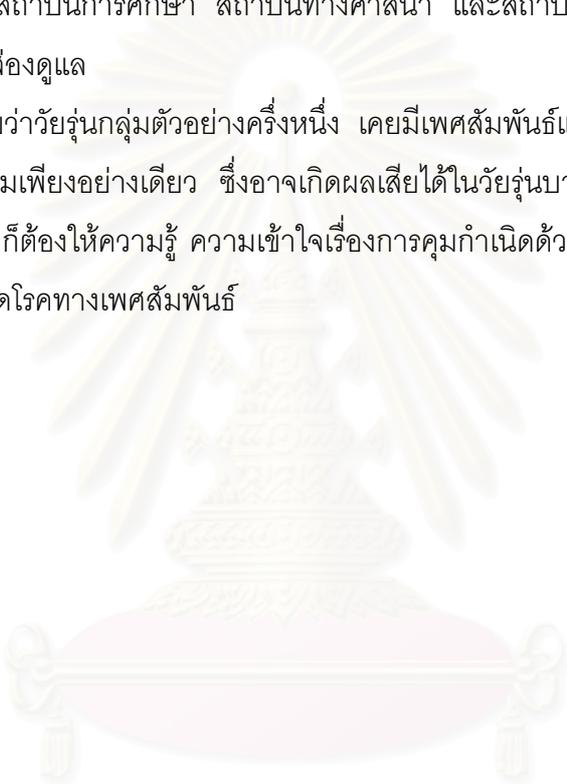 สถาบันการศึกษา สถาบันทางศาสนา และสถาบ
ล่องดูแล
ว่าวัยรุ่นกลุ่มตัวอย่างครึ่งหนึ่ง เคยมีเพศสัมพันธ์แ
มเพียงอย่างเดียว ซึ่งอาจเกิดผลเสียได้ในวัยรุ่นบา
ก็ต้องให้ความรู้ ความเข้าใจเรื่องการคุมกำเนิดด้ว
ดโรคทางเพศสัมพันธ์